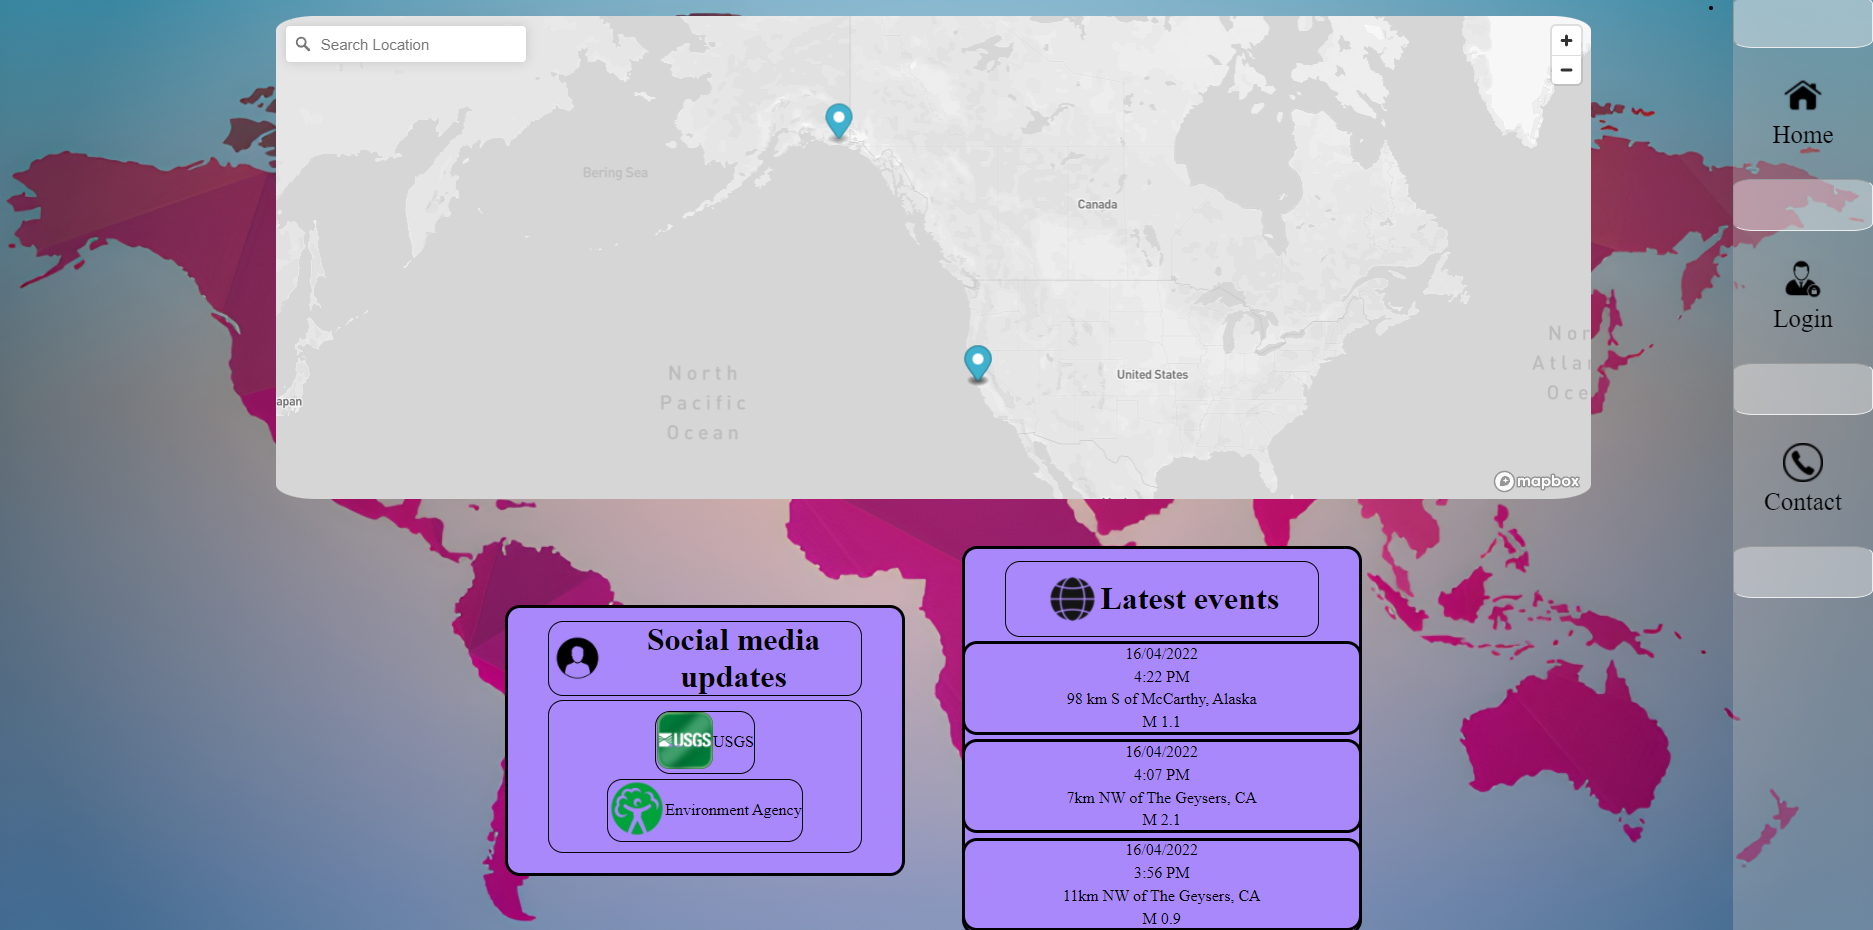 Search Location
+
−
Bering Sea
Canada
North
Pacific
Ocean
United States
apan
Nor
Atla
Oce
mapbox
Home
Login
Contact
Social media
updates
USGS
USGS
Environment Agency
Latest events
16/04/2022
4:22 PM
98 km S of McCarthy, Alaska
M 1.1
16/04/2022
4:07 PM
7km NW of The Geysers, CA
M 2.1
16/04/2022
3:56 PM
11km NW of The Geysers, CA
M 0.9